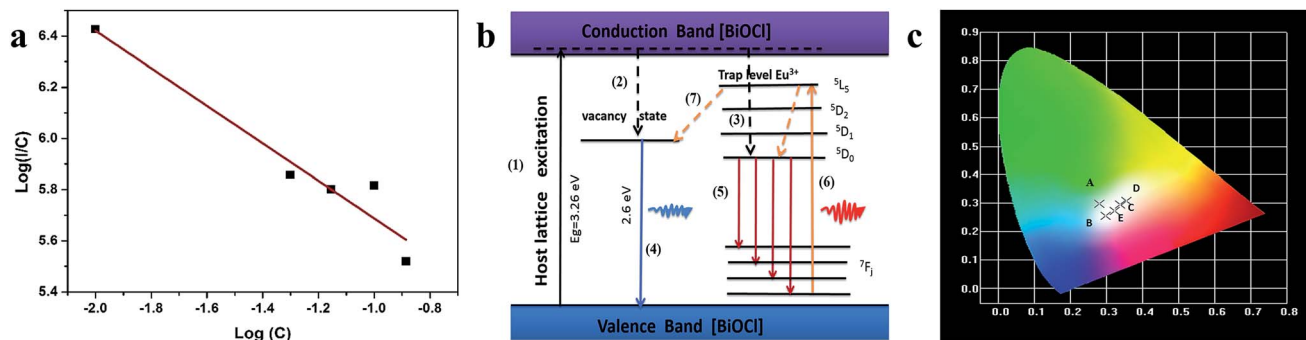 a
Log(I/C)
6.4
6.2
6.0
5.8
5.6
5.4
-2.0
-1.8
-1.6
-1.4
-1.2
-1.0
-0.8
Log (C)
b
Conduction Band [BiOCl]
(1)
Host lattice excitation
Eg=3.26 eV
(2)
vacancy state
2.6 eV
(4)
(7)
Trap level Eu³⁺
⁵L₅
⁵D₂
(3)
⁵D₁
⁵D₀
(5)
(6)
⁷Fⱼ
Valence Band [BiOCl]
c
0.9
0.8
0.7
0.6
0.5
0.4
0.3
0.2
0.1
0.0
A
D
C
B
E
0.0
0.1
0.2
0.3
0.4
0.5
0.6
0.7
0.8